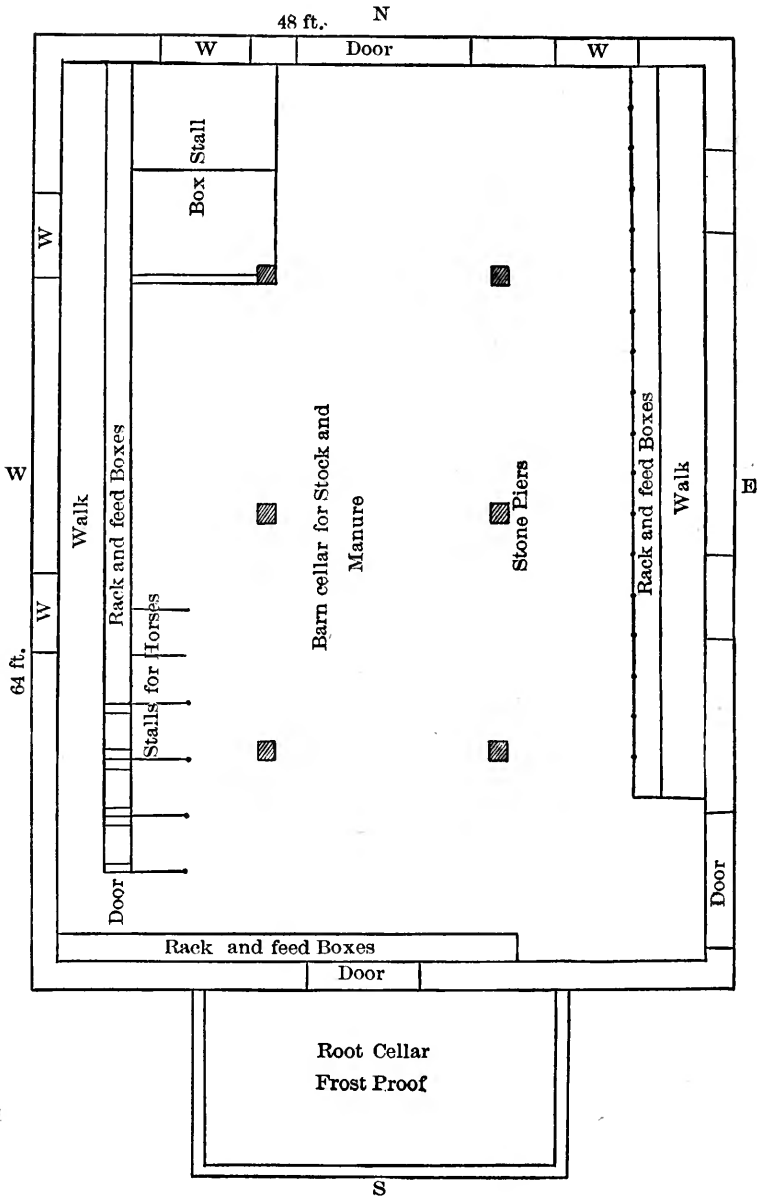 N
48 ft.
W
Door
W
Box Stall
W
Rack and feed Boxes
Walk
W
64 ft.
W
Stalls for Horses
Barn cellar for Stock and
Manure
Stone Piers
Rack and feed Boxes
Walk
E
Door
Door
Rack and feed Boxes
Door
Root Cellar
Frost Proof
S